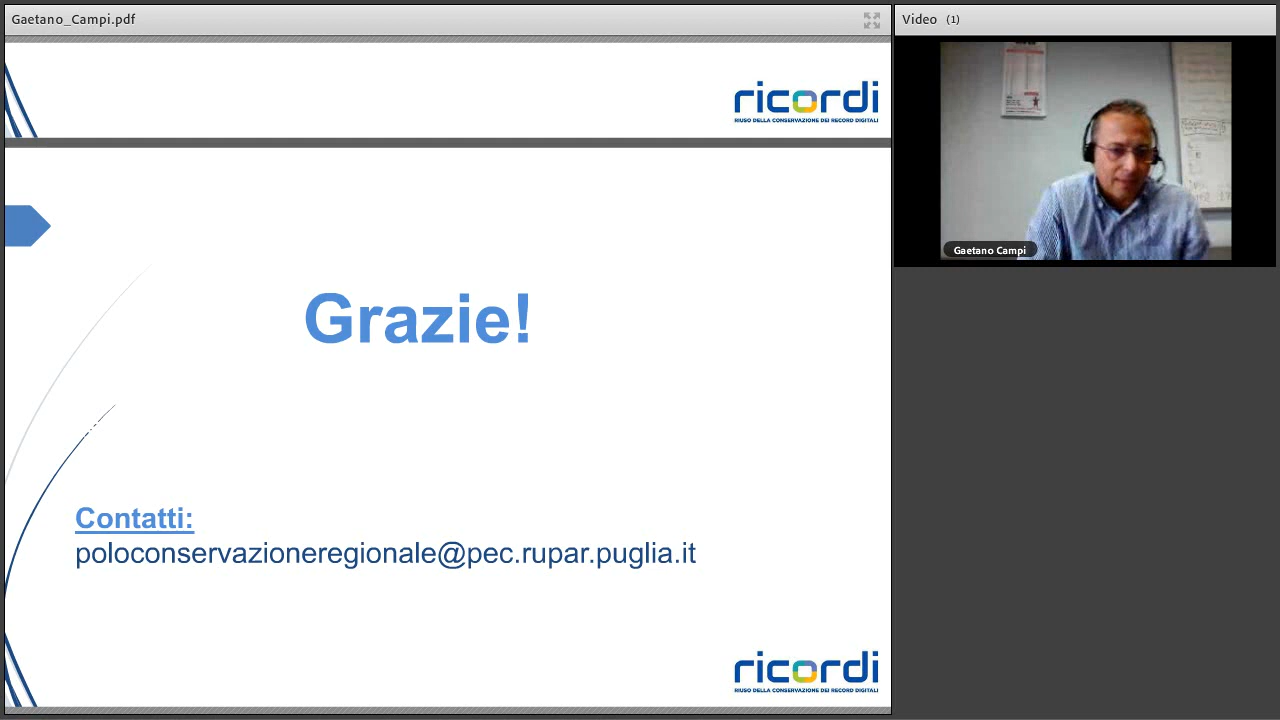 Gaetano_Campi.pdf
Video (1)
ricordi
RIUSO DELLA CONSERVAZIONE DEI RECORD DIGITALI
Gaetano Campi
Grazie!
Contatti:
poloconservazioneregionale@pec.rupar.puglia.it
ricordi
RIUSO DELLA CONSERVAZIONE DEI RECORD DIGITALI